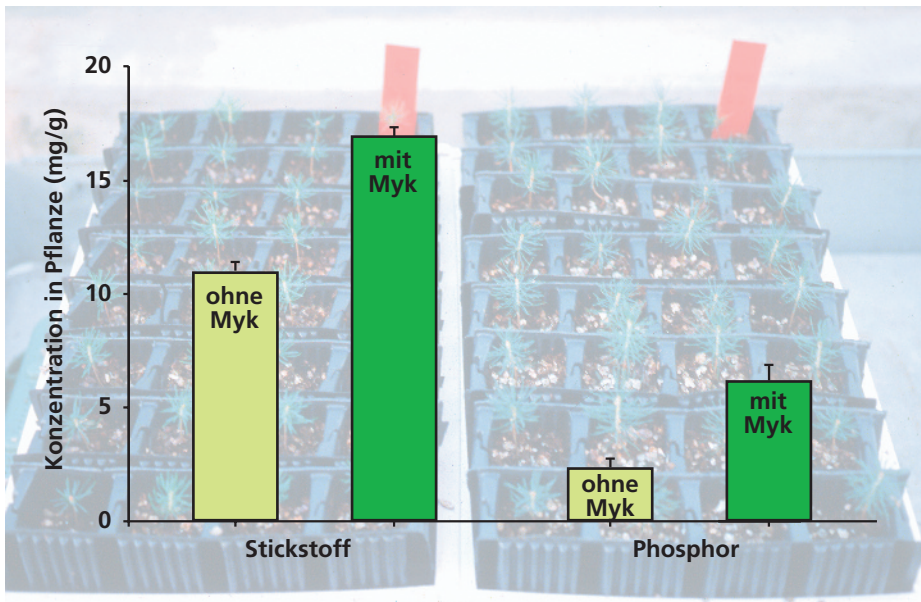 Konzentration in Pflanze (mg/g)
20
15
10
5
0
ohne
Myk
mit
Myk
ohne
Myk
mit
Myk
Stickstoff
Phosphor